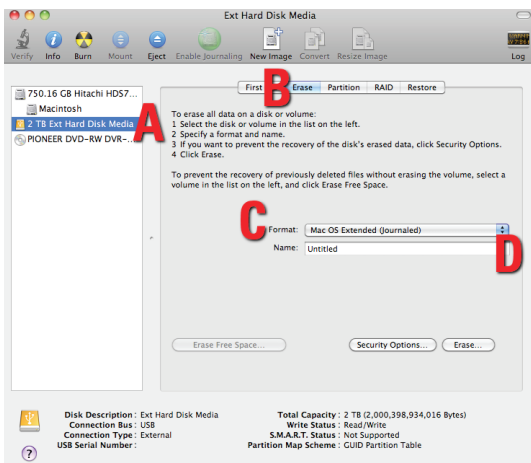 Ext Hard Disk Media
Verify Info Burn Mount Eject Enable Journaling New Image Convert Resize Image Log
First Erase Partition RAID Restore
B
750.16 GB Hitachi HDS7...
Macintosh
2 TB Ext Hard Disk Media
PIONEER DVD-RW DVR-...
A
To erase all data on a disk or volume:
1 Select the disk or volume in the list on the left.
2 Specify a format and name.
3 If you want to prevent the recovery of the disk's erased data, click Security Options.
4 Click Erase.
To prevent the recovery of previously deleted files without erasing the volume, select a
volume in the list on the left, and click Erase Free Space.
C
Format: Mac OS Extended (Journaled)
Name: Untitled
D
Erase Free Space... Security Options... Erase...
Disk Description : Ext Hard Disk Media Total Capacity : 2 TB (2,000,398,934,016 Bytes)
Connection Bus : USB Write Status : Read/Write
Connection Type : External S.M.A.R.T. Status : Not Supported
USB Serial Number : Partition Map Scheme : GUID Partition Table
?